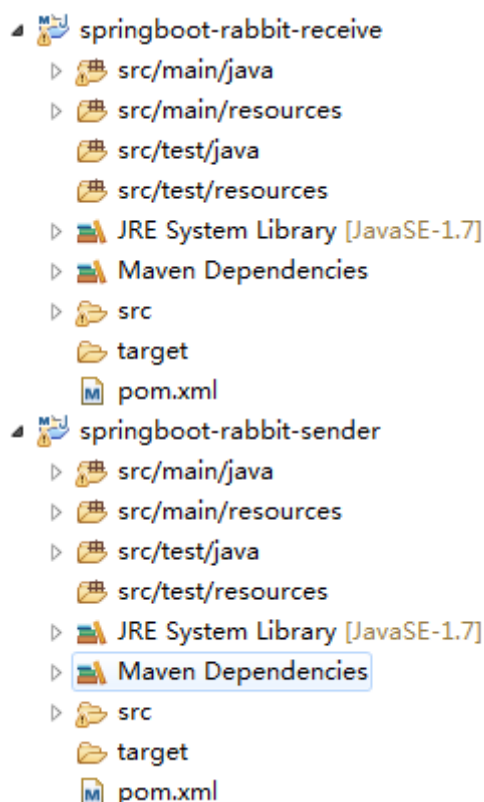 springboot-rabbit-receive
src/main/java
src/main/resources
src/test/java
src/test/resources
JRE System Library [JavaSE-1.7]
Maven Dependencies
src
target
pom.xml
springboot-rabbit-sender
src/main/java
src/main/resources
src/test/java
src/test/resources
JRE System Library [JavaSE-1.7]
Maven Dependencies
src
target
pom.xml